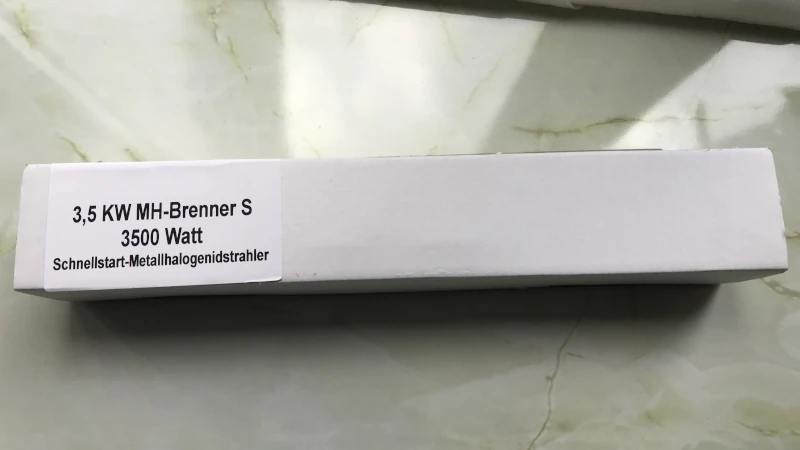 3,5 KW MH-Brenner S
3500 Watt
Schnellstart-Metallhalogenidstrahler